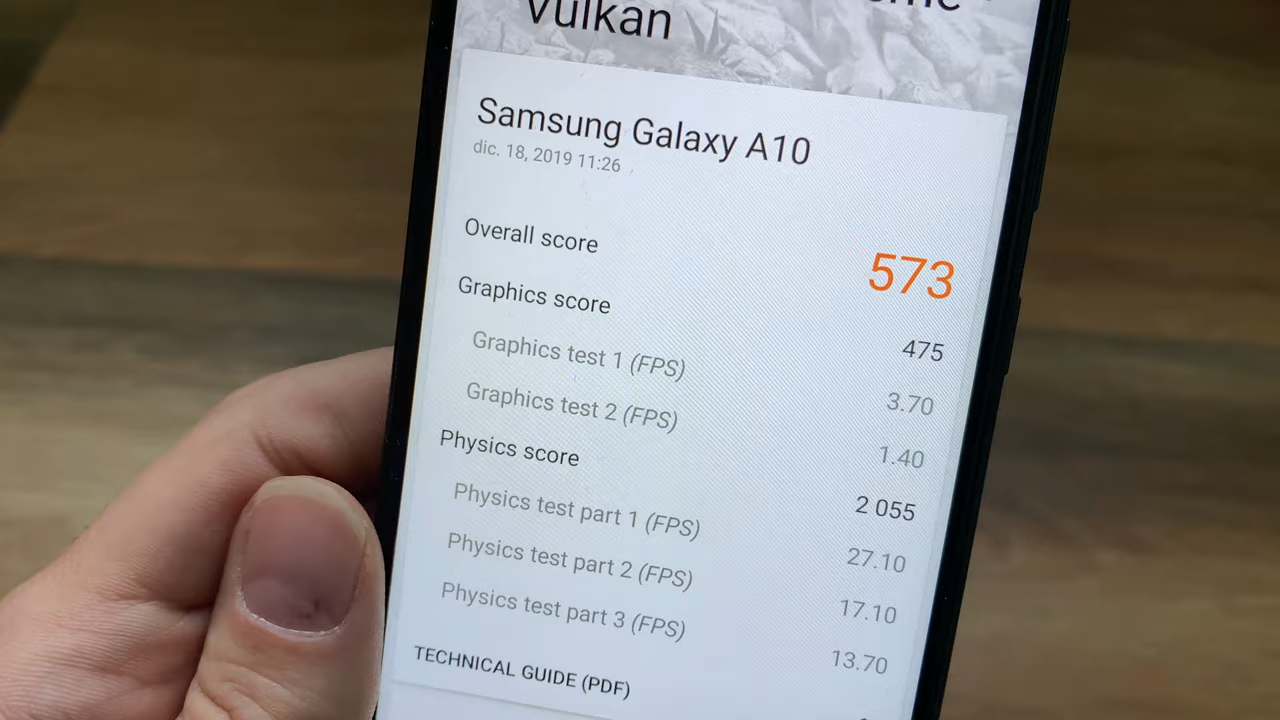 Vulkan
Samsung Galaxy A10
dic. 18, 2019 11:26
Overall score 573
Graphics score 475
Graphics test 1 (FPS) 3.70
Graphics test 2 (FPS) 1.40
Physics score 2 055
Physics test part 1 (FPS) 27.10
Physics test part 2 (FPS) 17.10
Physics test part 3 (FPS) 13.70
TECHNICAL GUIDE (PDF)